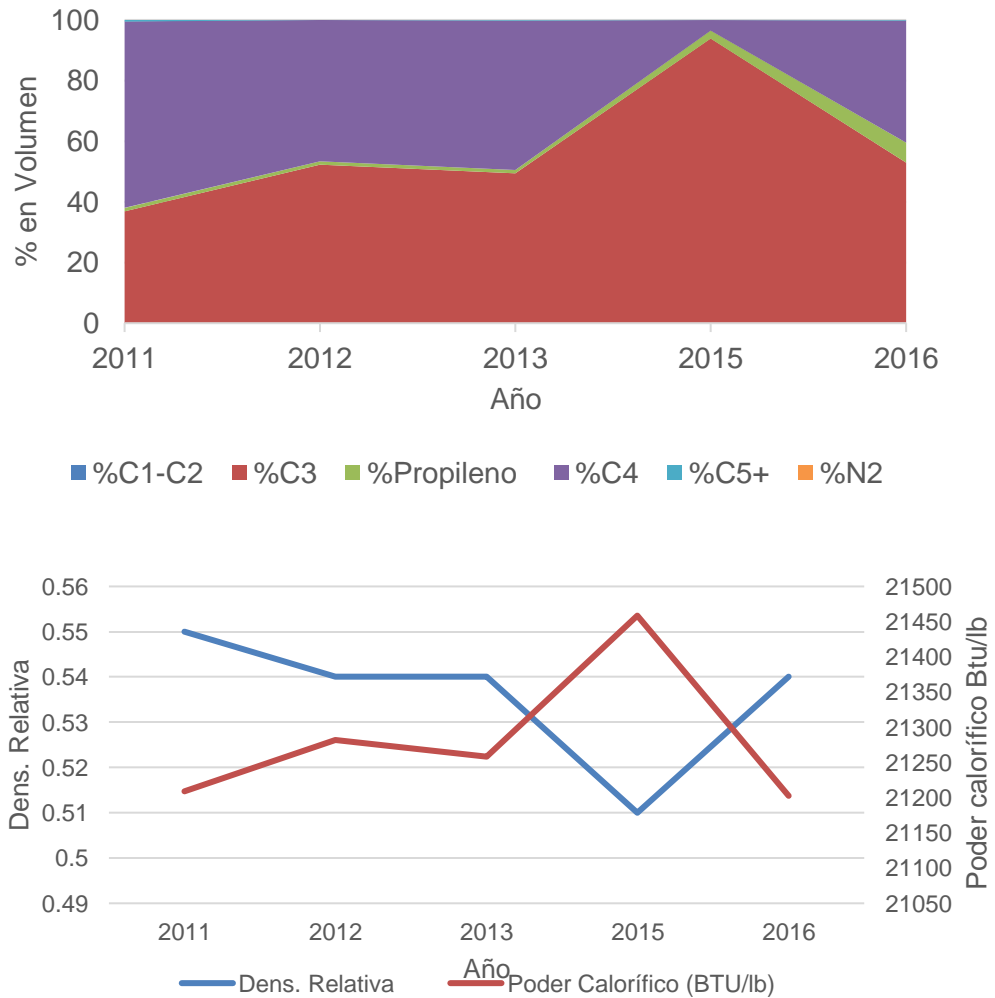 100
80
60
40
20
0
% en Volumen
2011 2012 2013 2015 2016
Año
%C1-C2 %C3 %Propileno %C4 %C5+ %N2
0.56 21500
0.55 21450
21400
0.54 21350
0.53 21300
0.52 21250
21200
0.51 21150
0.5 21100
0.49 21050
Dens. Relativa
Poder calorífico Btu/lb
2011 2012 2013 2015 2016
Año
Dens. Relativa Poder Calorífico (BTU/lb)